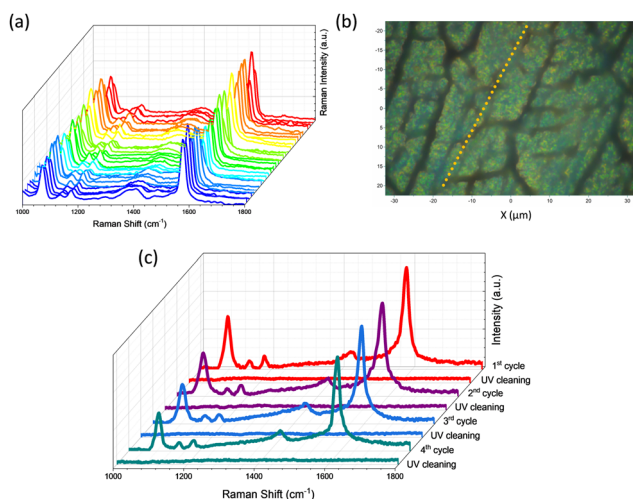 (a)
Raman Intensity (a.u.)
1000 1200 1400 1600 1800
Raman Shift (cm-1)
(b)
-20
-15
-10
-5
0
5
10
15
20
-30 -20 -10 0 10 20 30
X (µm)
(c)
Intensity (a.u.)
1st cycle
UV cleaning
2nd cycle
UV cleaning
3rd cycle
UV cleaning
4th cycle
UV cleaning
1000 1200 1400 1600 1800
Raman Shift (cm-1)